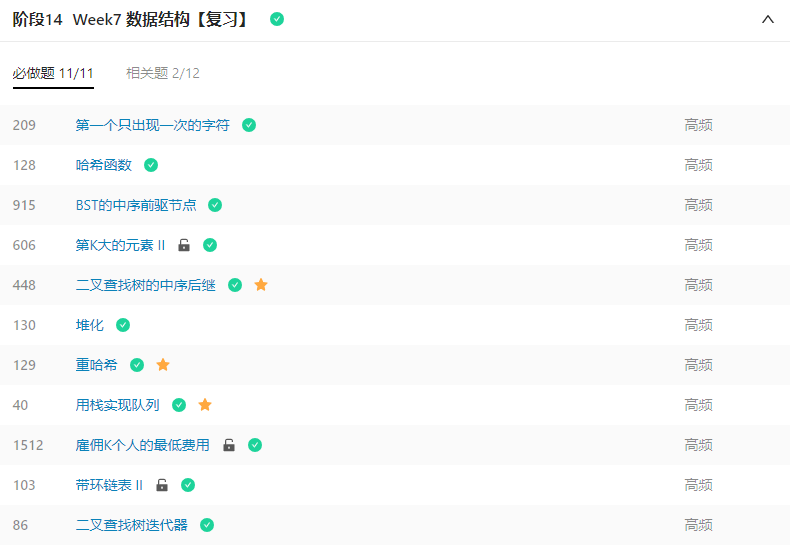 阶段14 Week7 数据结构【复习】
必做题 11/11 相关题 2/12
209 第一个只出现一次的字符 高频
128 哈希函数 高频
915 BST的中序前驱节点 高频
606 第K大的元素 II 高频
448 二叉查找树的中序后继 高频
130 堆化 高频
129 重哈希 高频
40 用栈实现队列 高频
1512 雇佣K个人的最低费用 高频
103 带环链表 II 高频
86 二叉查找树迭代器 高频